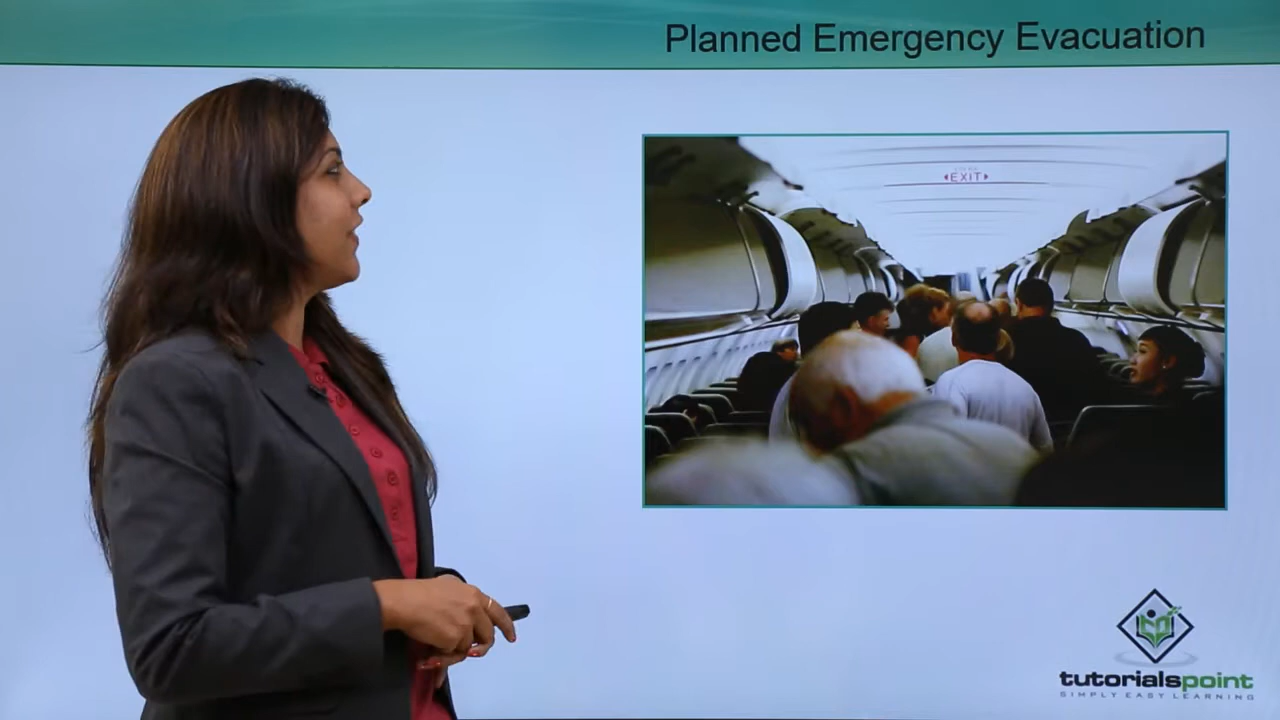 Planned Emergency Evacuation
EXIT
tutorialspoint
SIMPLY EASY LEARNING